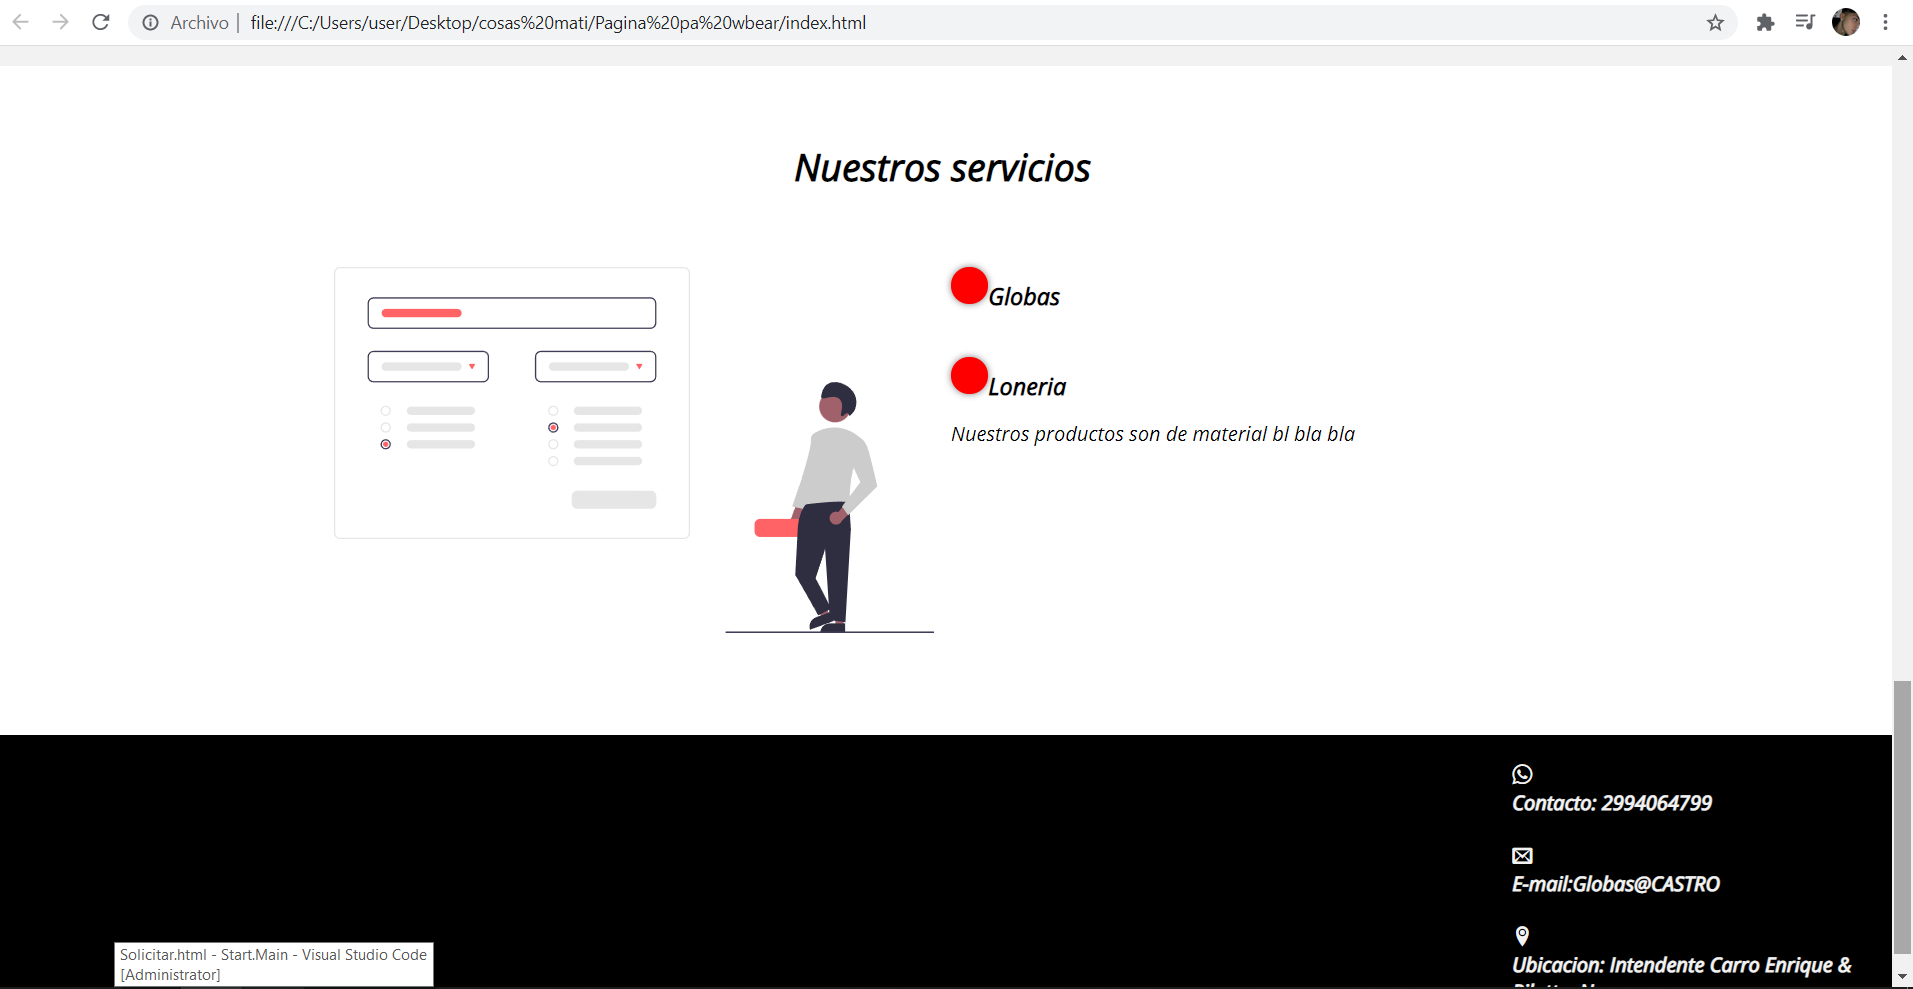 Archivo | file:///C:/Users/user/Desktop/cosas%20mati/Pagina%20pa%20wbear/index.html
Nuestros servicios
Globas
Loneria
Nuestros productos son de material bl bla bla
Contacto: 2994064799
E-mail:Globas@CASTRO
Ubicacion: Intendente Carro Enrique &
Solicitar.html - Start.Main - Visual Studio Code
[Administrator]